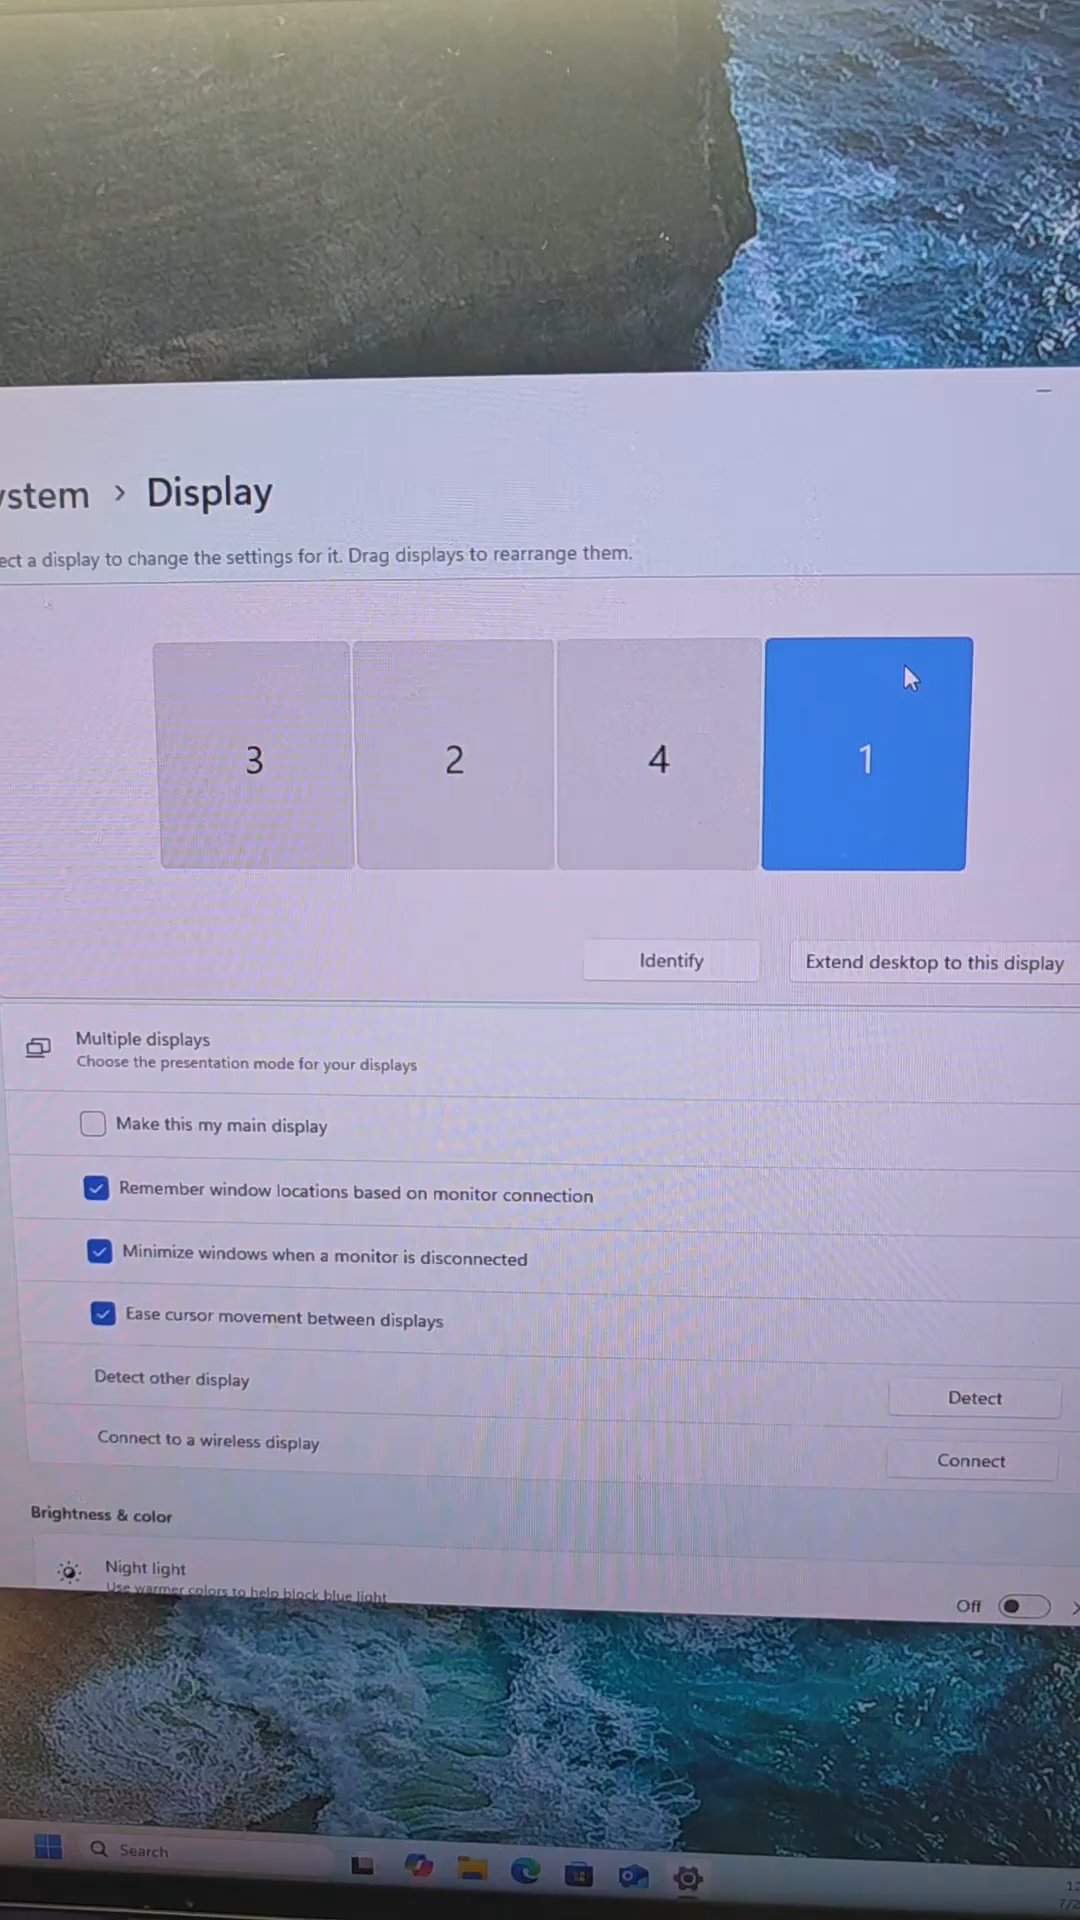 Display
a display to change the settings for it. Drag displays to rearrange them.
3
2
4
1
Identify
Extend desktop to this display
Multiple displays
Choose the presentation mode for your displays
Make this my main display
Remember window locations based on monitor connection
Minimize windows when a monitor is disconnected
Ease cursor movement between displays
Detect other display
Detect
Connect to a wireless display
Connect
Brightness & color
Night light
Use warmer colors to help block blue light
Off
Search